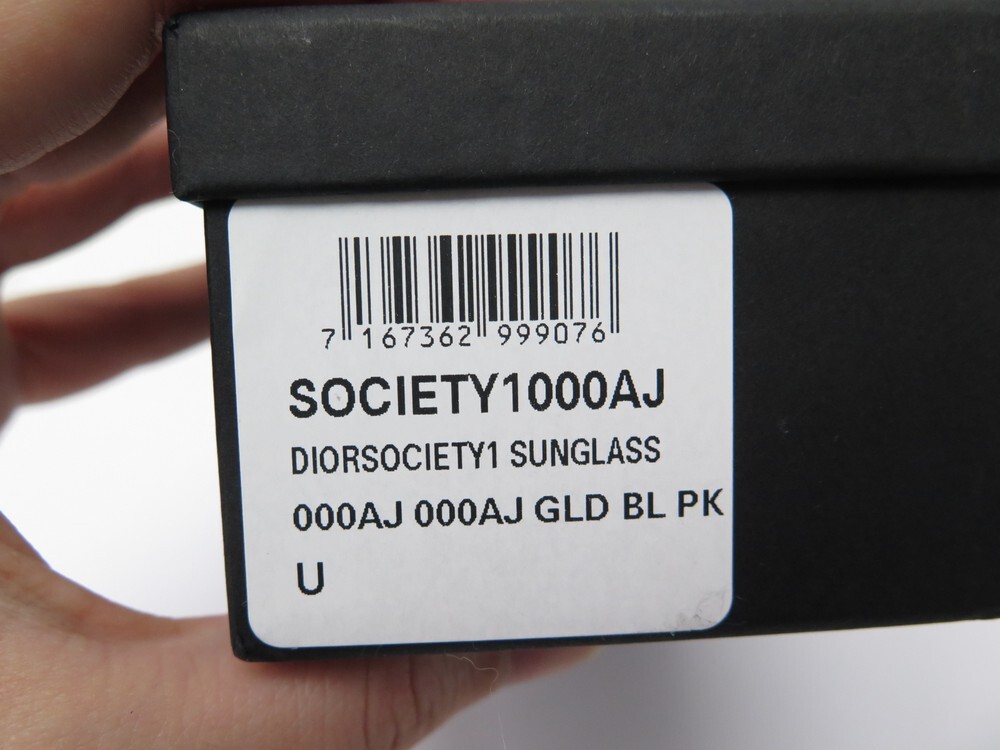 7 167362 999076
SOCIETY1000AJ
DIORSOCIETY1 SUNGLASS
000AJ 000AJ GLD BL PK
U